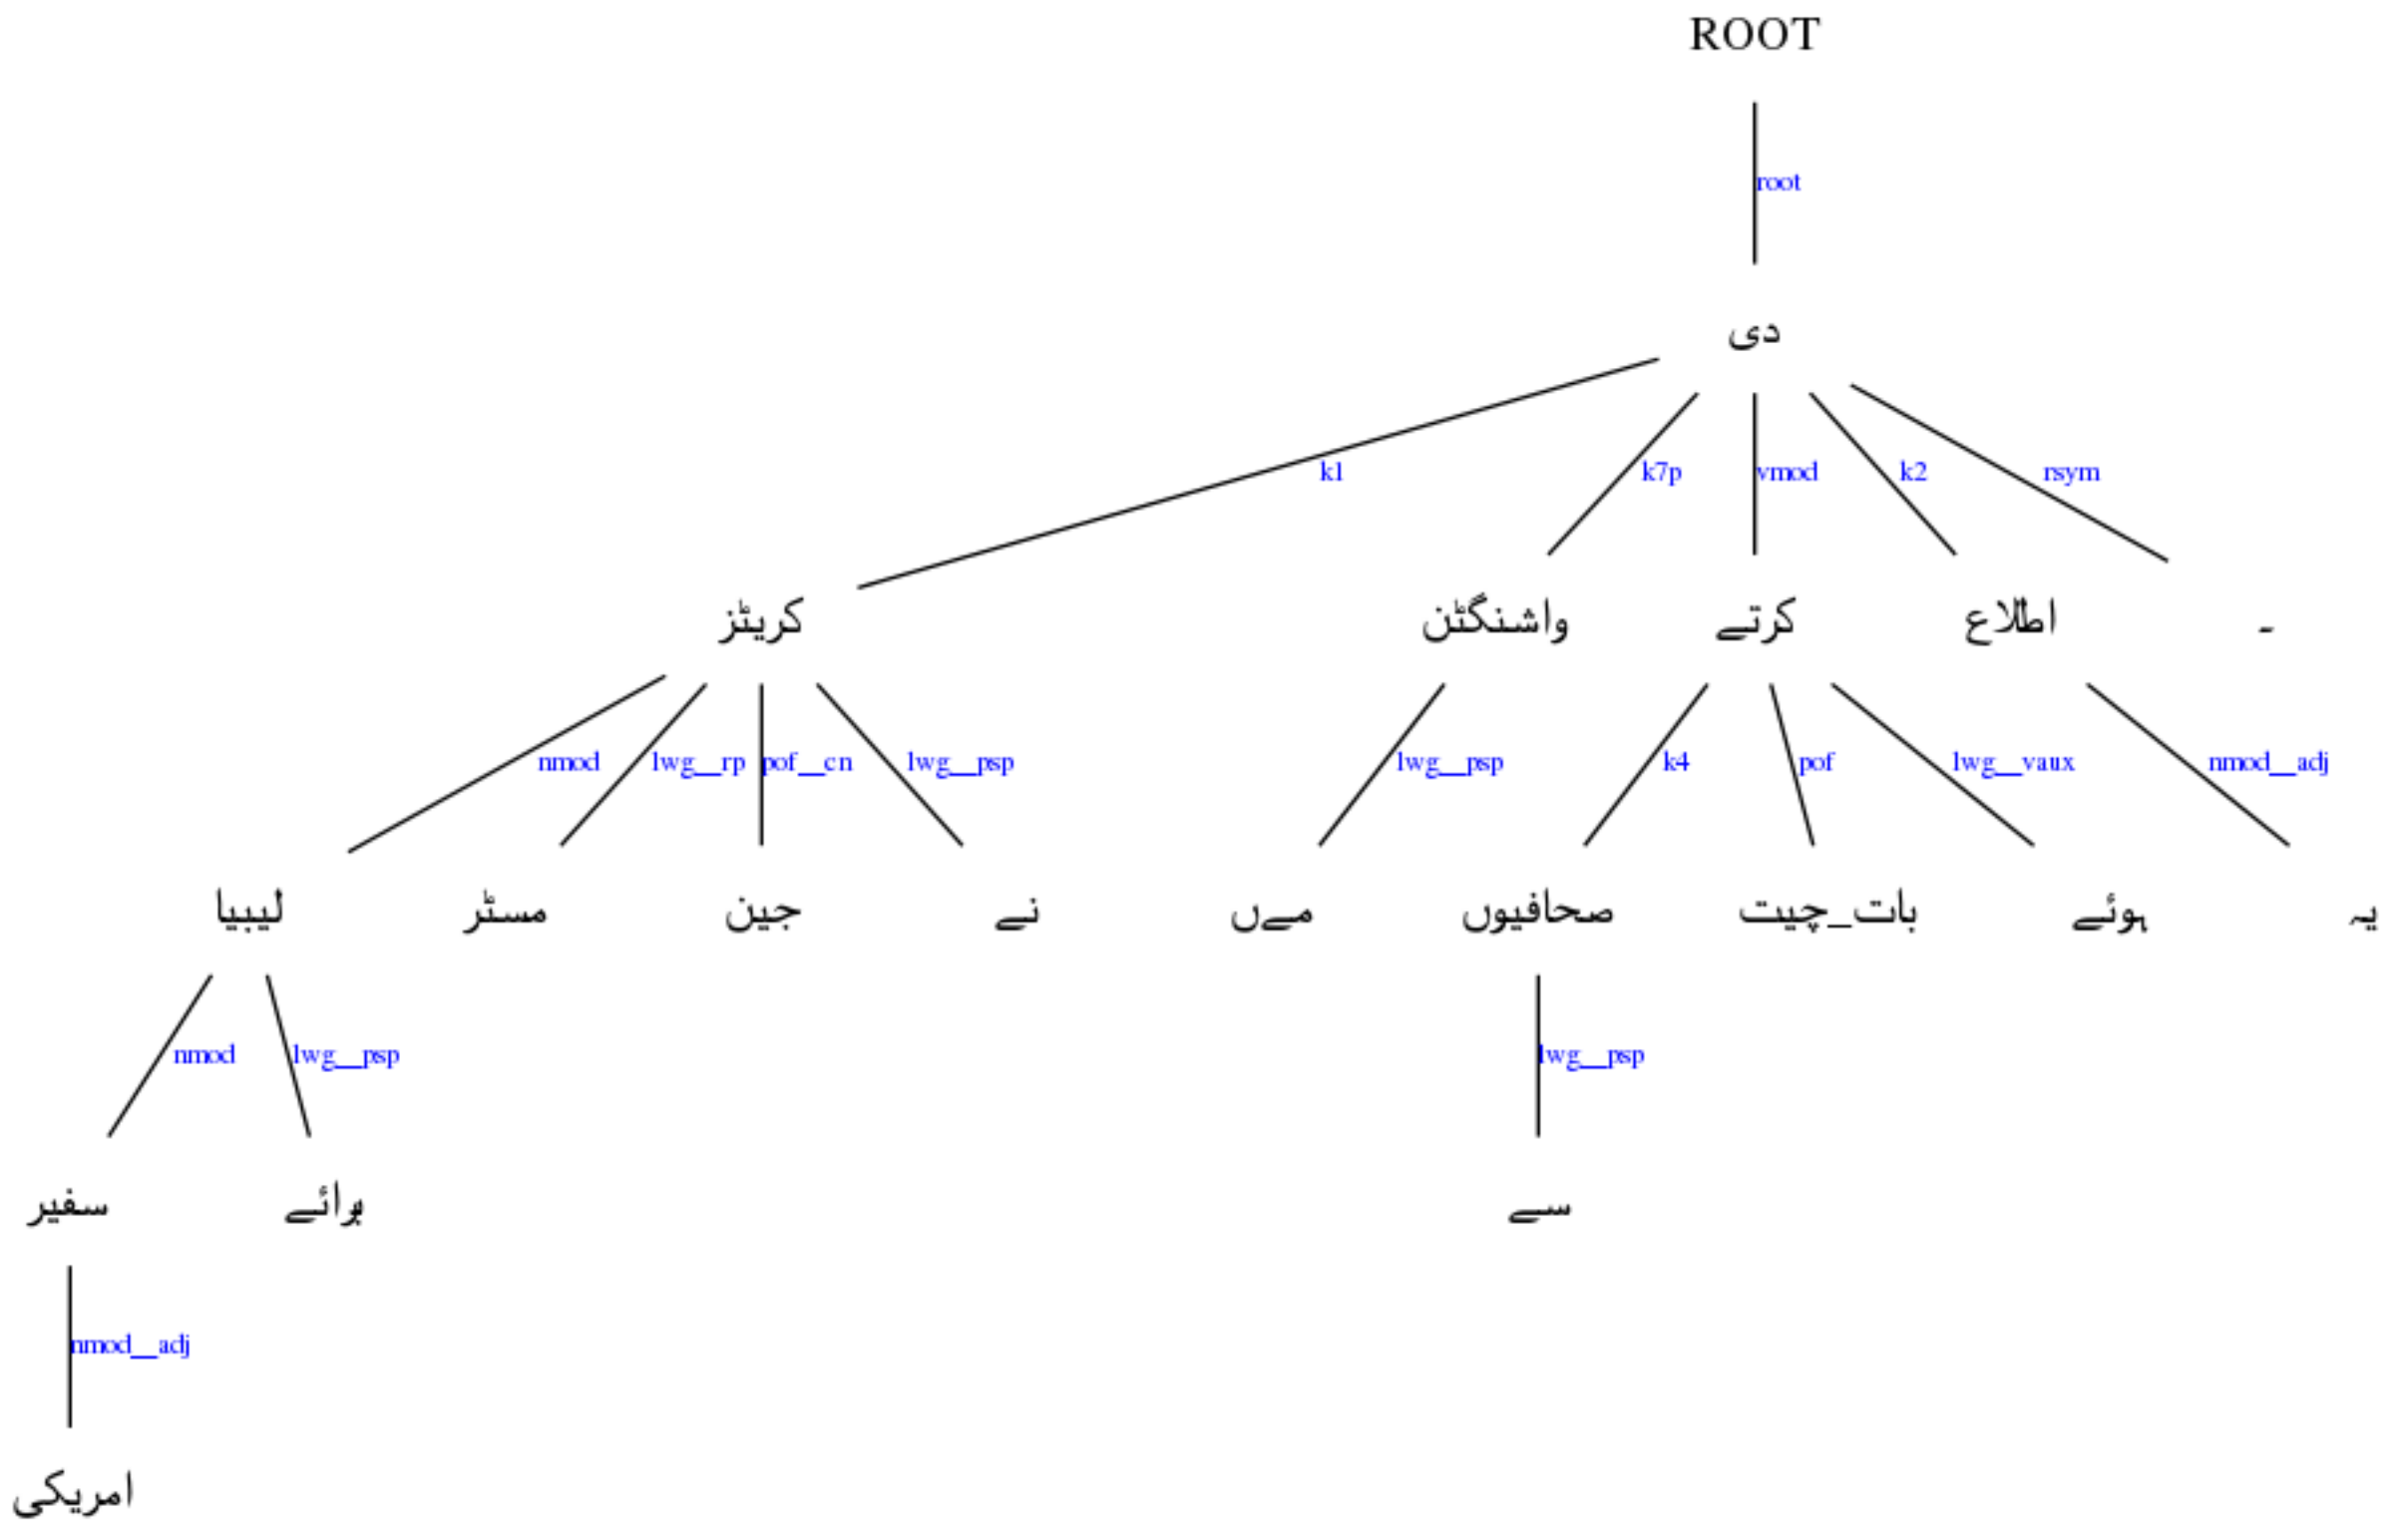 ROOT
root
دی
k1 k7p vmod k2 rsym
کریٹز واشنگٹن کرتے اطلاع ۔
nmod lwg__rp pof__cn lwg__psp lwg__psp k4 pof lwg__vaux nmod__adj
لیبیا مسٹر جین نے مےں صحافیوں بات_چیت ہوئے یہ
nmod lwg__psp lwg__psp
سفیر برائے سے
nmod__adj
امریکی